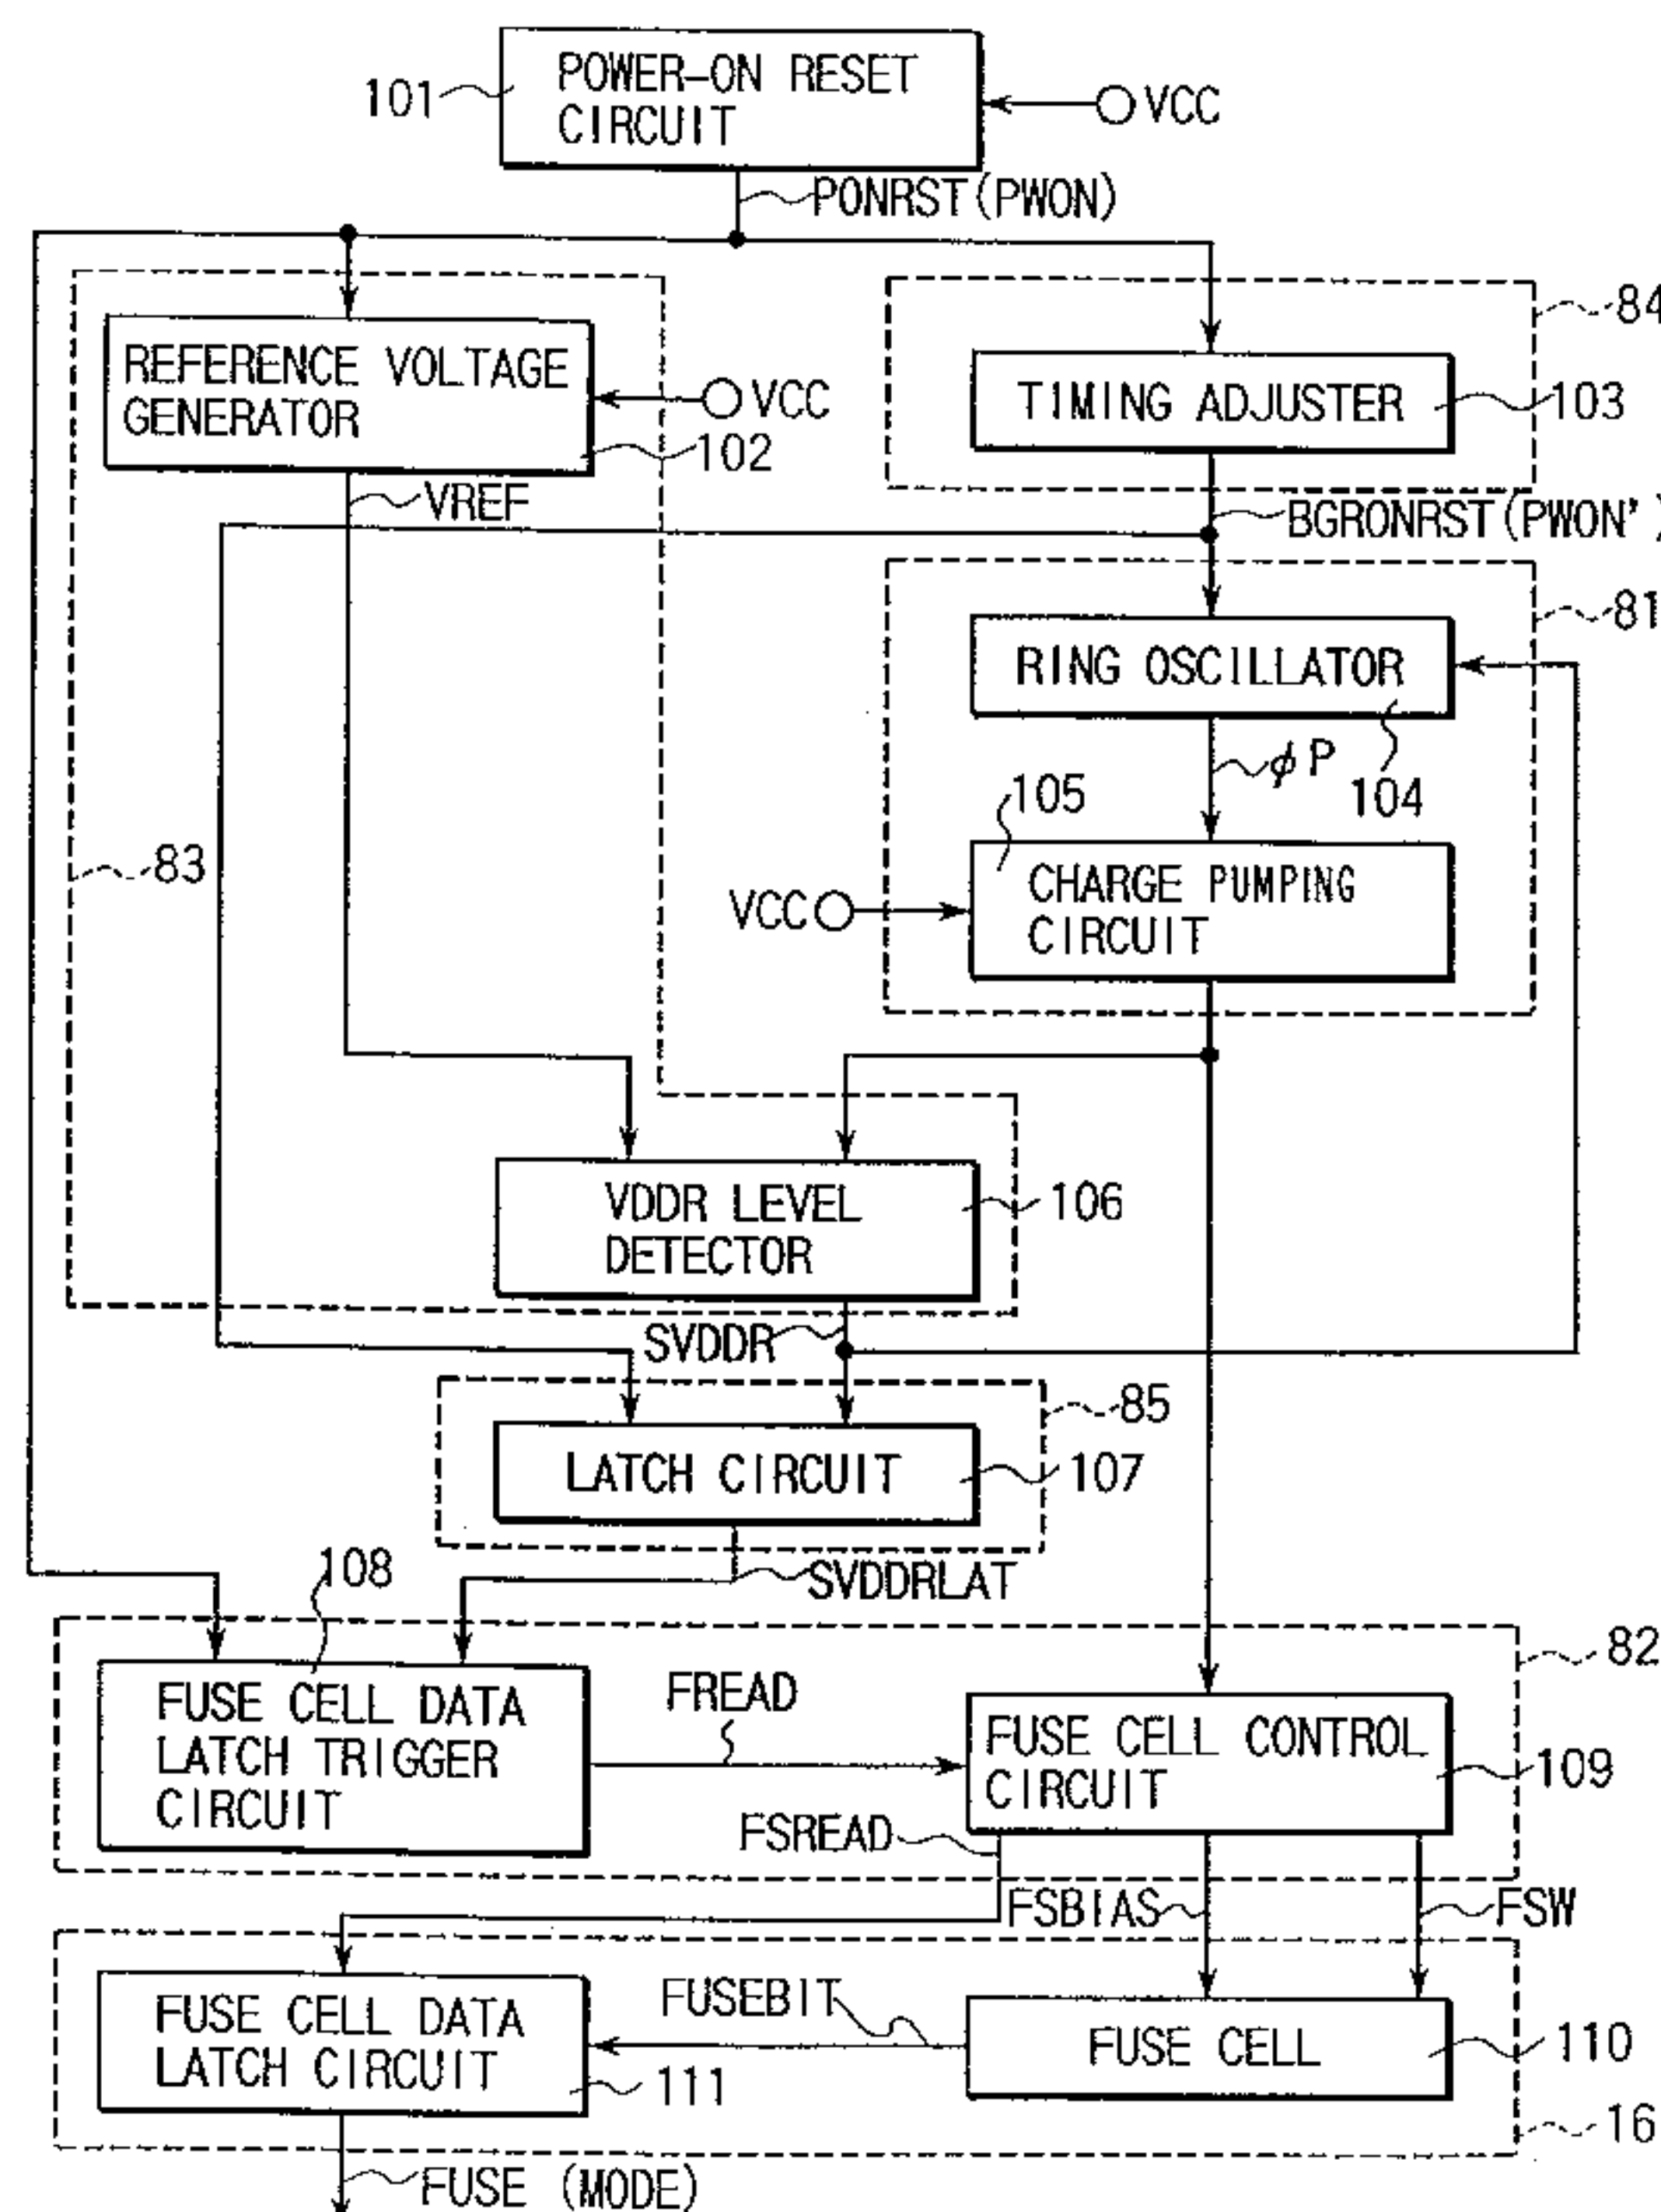 POWER-ON RESET
CIRCUIT
101
VCC
PONRST(PWON)
84
REFERENCE VOLTAGE
GENERATOR
VCC
102
TIMING ADJUSTER
103
VREF
BGRONRST(PWON')
81
RING OSCILLATOR
φP
104
105
83
CHARGE PUMPING
CIRCUIT
VCC
VDDR LEVEL
DETECTOR
106
SVDDR
85
LATCH CIRCUIT
107
108
SVDDRLAT
82
FUSE CELL DATA
LATCH TRIGGER
CIRCUIT
FREAD
FUSE CELL CONTROL
CIRCUIT
109
FSREAD
FSBIAS
FSW
FUSE CELL DATA
LATCH CIRCUIT
FUSEBIT
FUSE CELL
110
111
16
FUSE (MODE)